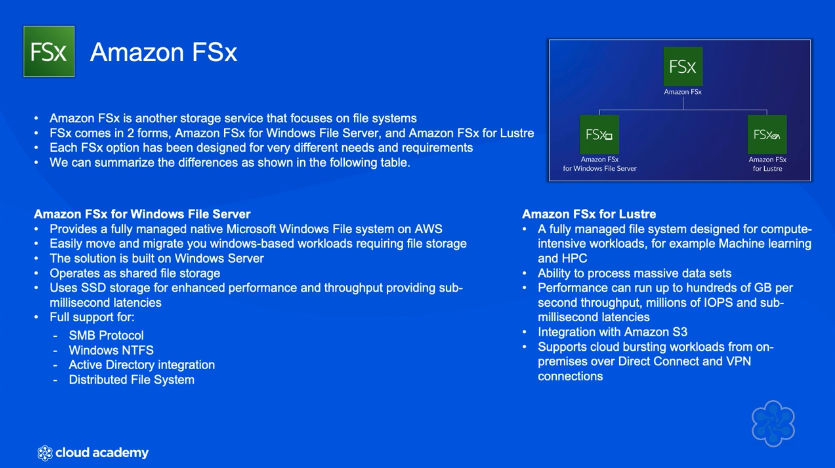 FSx Amazon FSx
• Amazon FSx is another storage service that focuses on file systems
• FSx comes in 2 forms, Amazon FSx for Windows File Server, and Amazon FSx for Lustre
• Each FSx option has been designed for very different needs and requirements
• We can summarize the differences as shown in the following table.
FSx
Amazon FSx
FSx
FSx
Amazon FSx
for Windows File Server
Amazon FSx
for Lustre
Amazon FSx for Windows File Server
• Provides a fully managed native Microsoft Windows File system on AWS
• Easily move and migrate you windows-based workloads requiring file storage
• The solution is built on Windows Server
• Operates as shared file storage
• Uses SSD storage for enhanced performance and throughput providing sub-
millisecond latencies
• Full support for:
- SMB Protocol
- Windows NTFS
- Active Directory integration
- Distributed File System
Amazon FSx for Lustre
• A fully managed file system designed for compute-
intensive workloads, for example Machine learning
and HPC
• Ability to process massive data sets
• Performance can run up to hundreds of GB per
second throughput, millions of IOPS and sub-
millisecond latencies
• Integration with Amazon S3
• Supports cloud bursting workloads from on-
premises over Direct Connect and VPN
connections
cloud academy